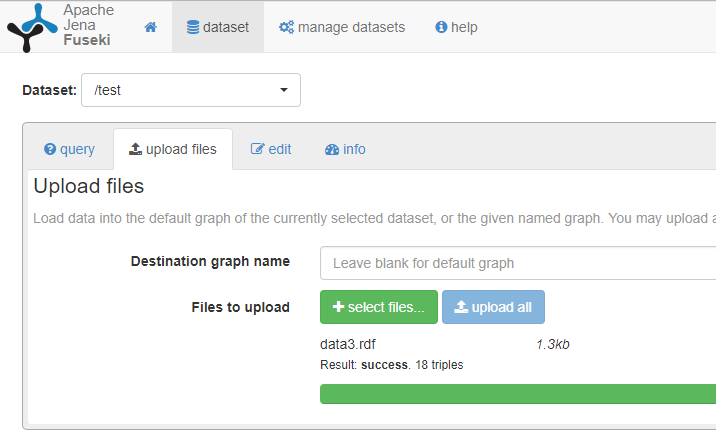 Apache
Jena
Fuseki
dataset
manage datasets
help
Dataset: /test
query
upload files
edit
info
Upload files
Load data into the default graph of the currently selected dataset, or the given named graph. You may upload
Destination graph name
Leave blank for default graph
Files to upload
select files...
upload all
data3.rdf 1.3kb
Result: success. 18 triples